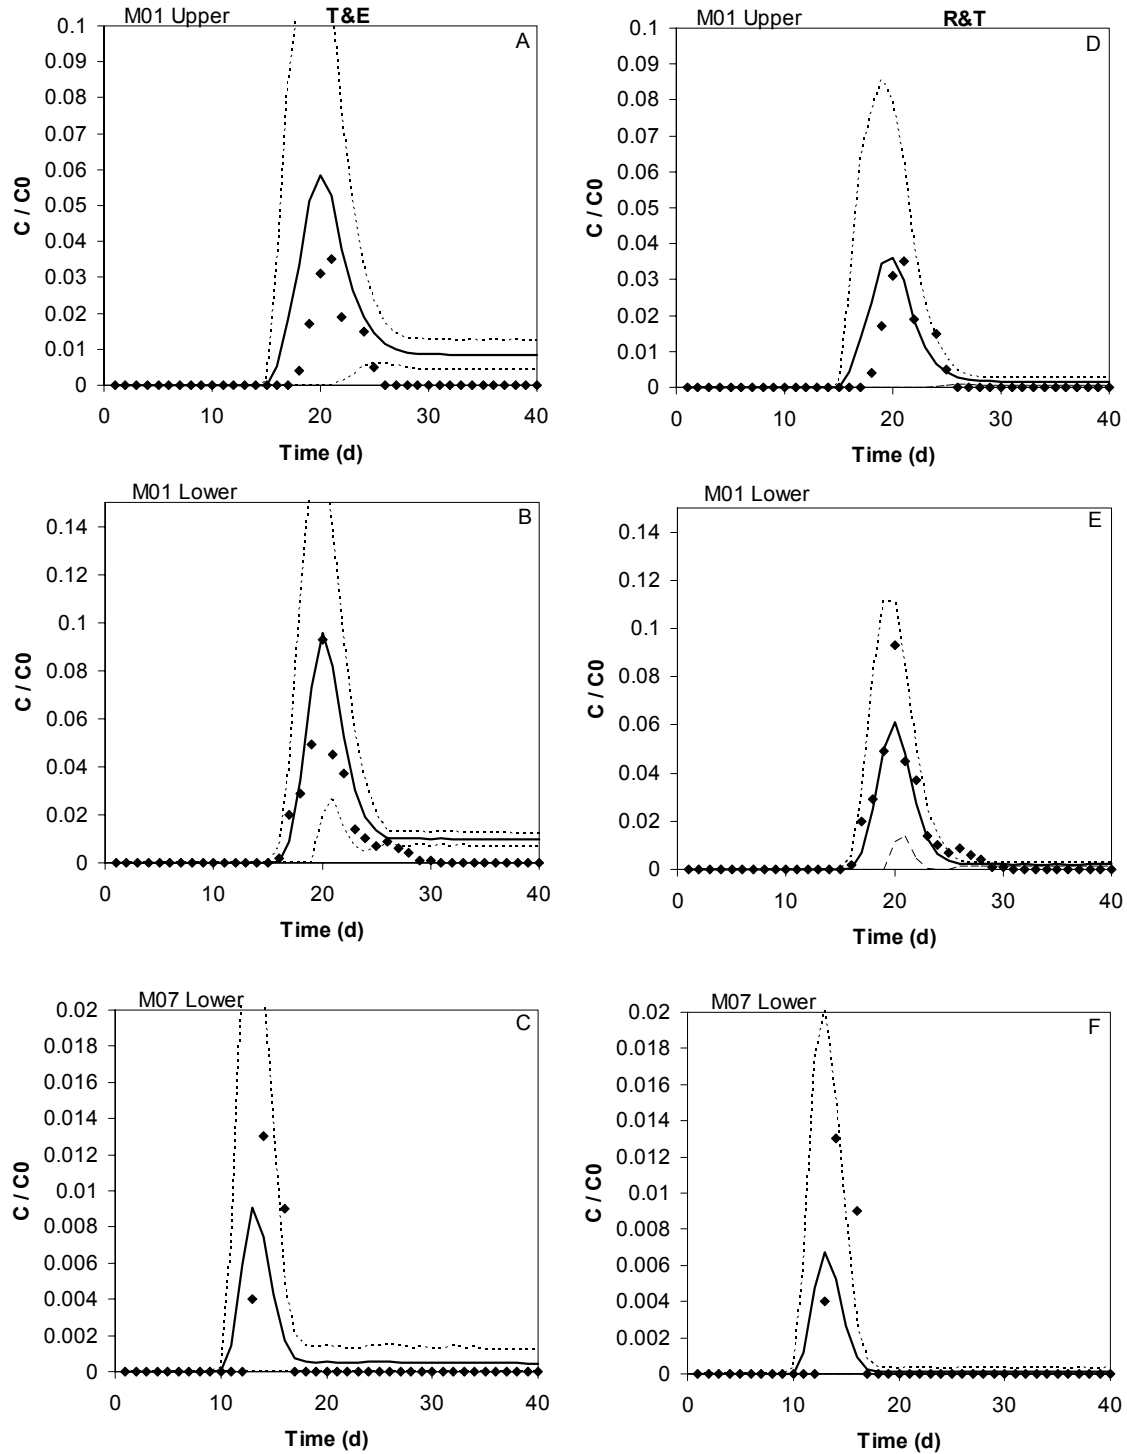 M01 Upper T&E
A
0.1
0.09
0.08
0.07
0.06
0.05
0.04
0.03
0.02
0.01
0
C / C0
0 10 20 30 40
Time (d)
M01 Upper R&T
D
0.1
0.09
0.08
0.07
0.06
0.05
0.04
0.03
0.02
0.01
0
C / C0
0 10 20 30 40
Time (d)
M01 Lower
B
0.14
0.12
0.1
0.08
0.06
0.04
0.02
0
C / C0
0 10 20 30 40
Time (d)
M01 Lower
E
0.14
0.12
0.1
0.08
0.06
0.04
0.02
0
C / C0
0 10 20 30 40
Time (d)
M07 Lower
C
0.02
0.018
0.016
0.014
0.012
0.01
0.008
0.006
0.004
0.002
0
C / C0
0 10 20 30 40
Time (d)
M07 Lower
F
0.02
0.018
0.016
0.014
0.012
0.01
0.008
0.006
0.004
0.002
0
C / C0
0 10 20 30 40
Time (d)